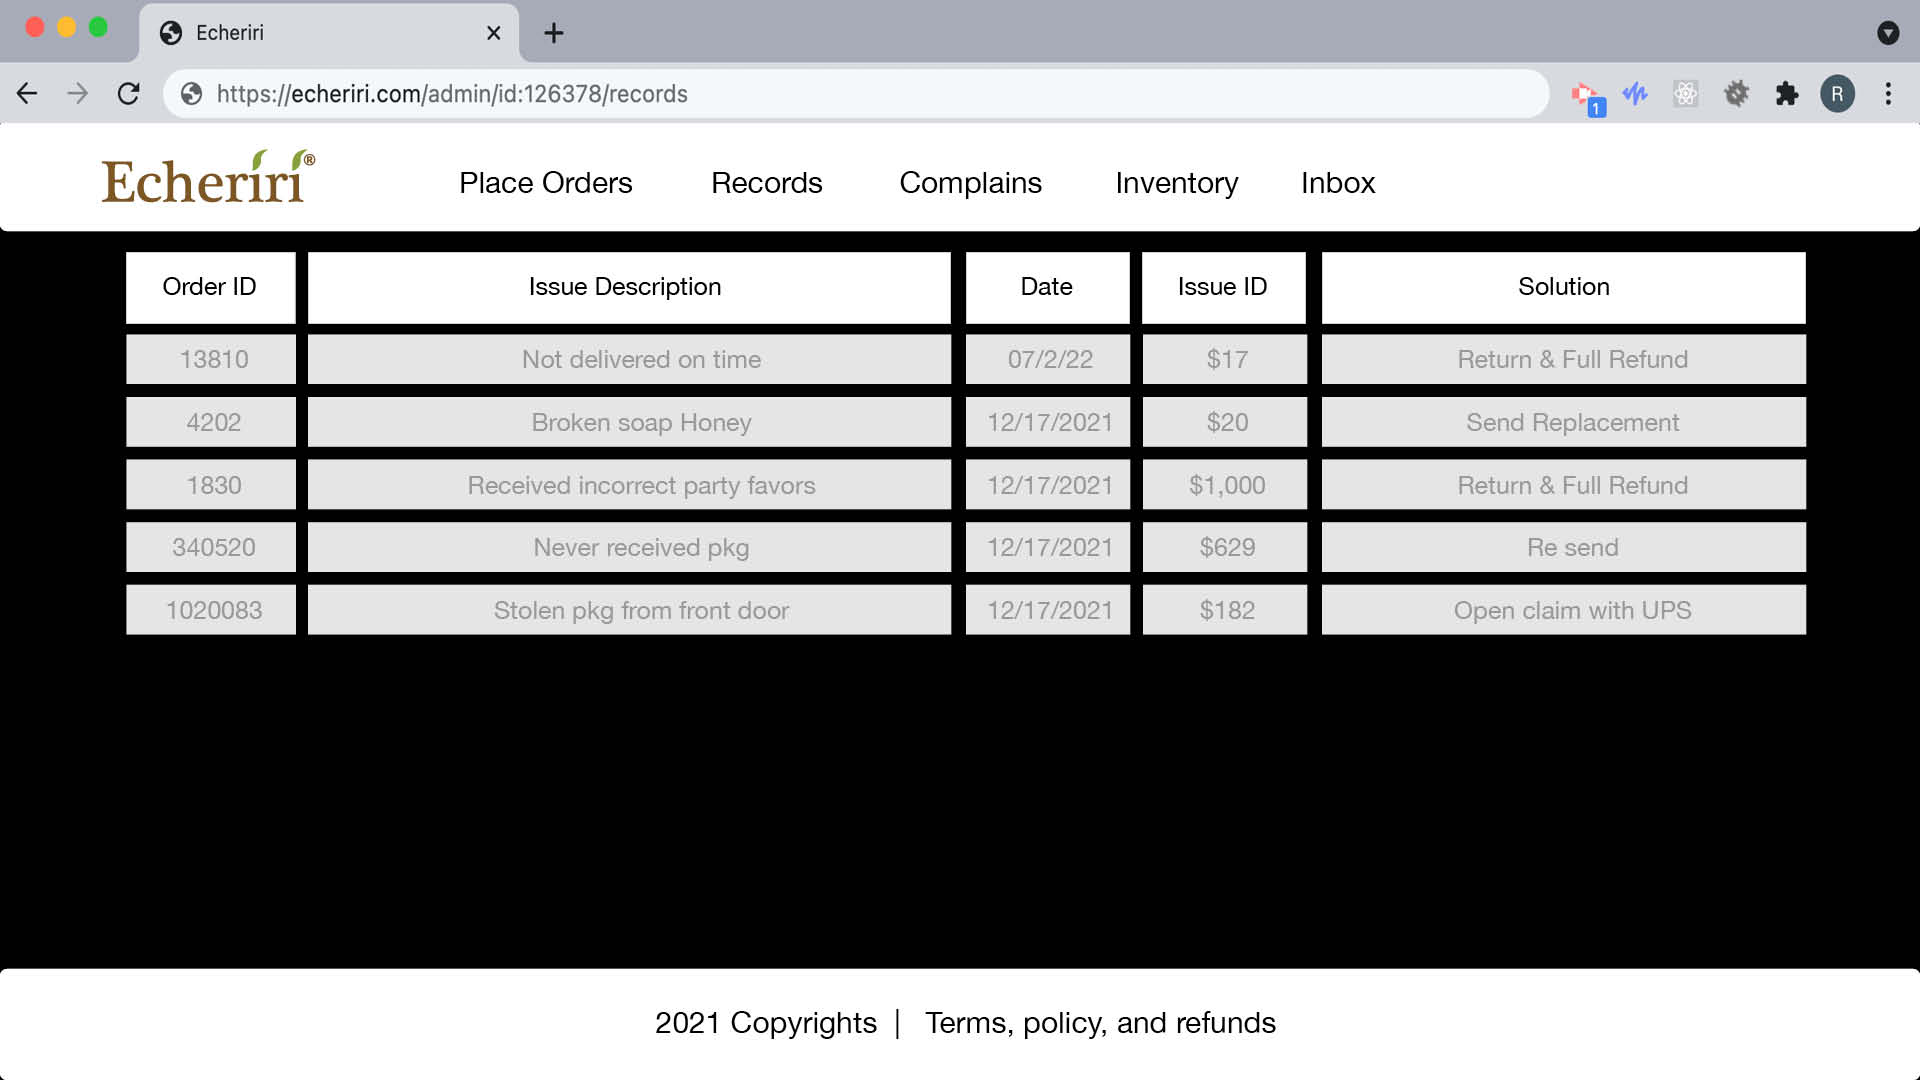 Echeriri
https://echeriri.com/admin/id:126378/records
1
R
Echeriri®
Place Orders Records Complains Inventory Inbox
Order ID Issue Description Date Issue ID Solution
13810 Not delivered on time 07/2/22 $17 Return & Full Refund
4202 Broken soap Honey 12/17/2021 $20 Send Replacement
1830 Received incorrect party favors 12/17/2021 $1,000 Return & Full Refund
340520 Never received pkg 12/17/2021 $629 Re send
1020083 Stolen pkg from front door 12/17/2021 $182 Open claim with UPS
2021 Copyrights | Terms, policy, and refunds